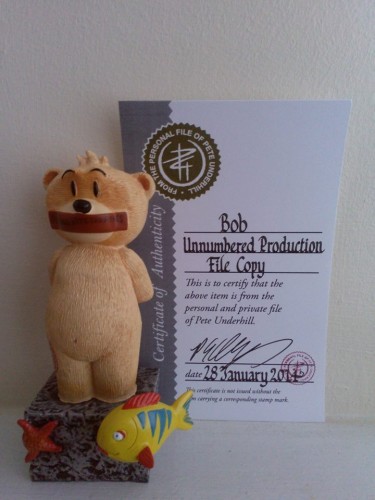 FROM THE PERSONAL FILE OF PETE UNDERHILL
Certificate of Authenticity
Bob
Unnumbered Production
File Copy
This is to certify that the
above item is from the
personal and private file
of Pete Underhill.
date 28 January
This certificate is not issued without the
carrying a corresponding stamp mark.